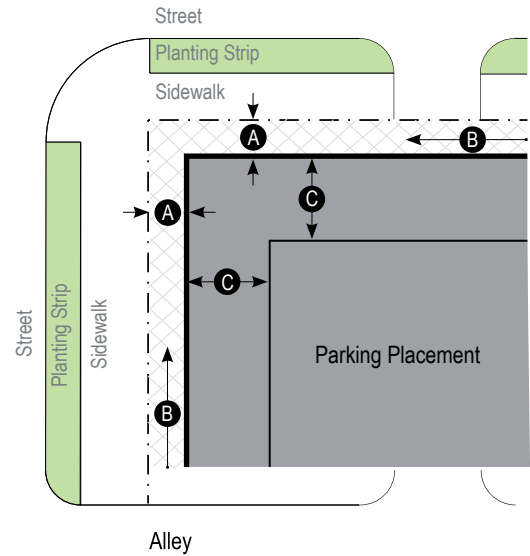 Street
Planting Strip
Sidewalk
A
B
A
C
C
Street
Planting Strip
Sidewalk
Parking Placement
B
Alley